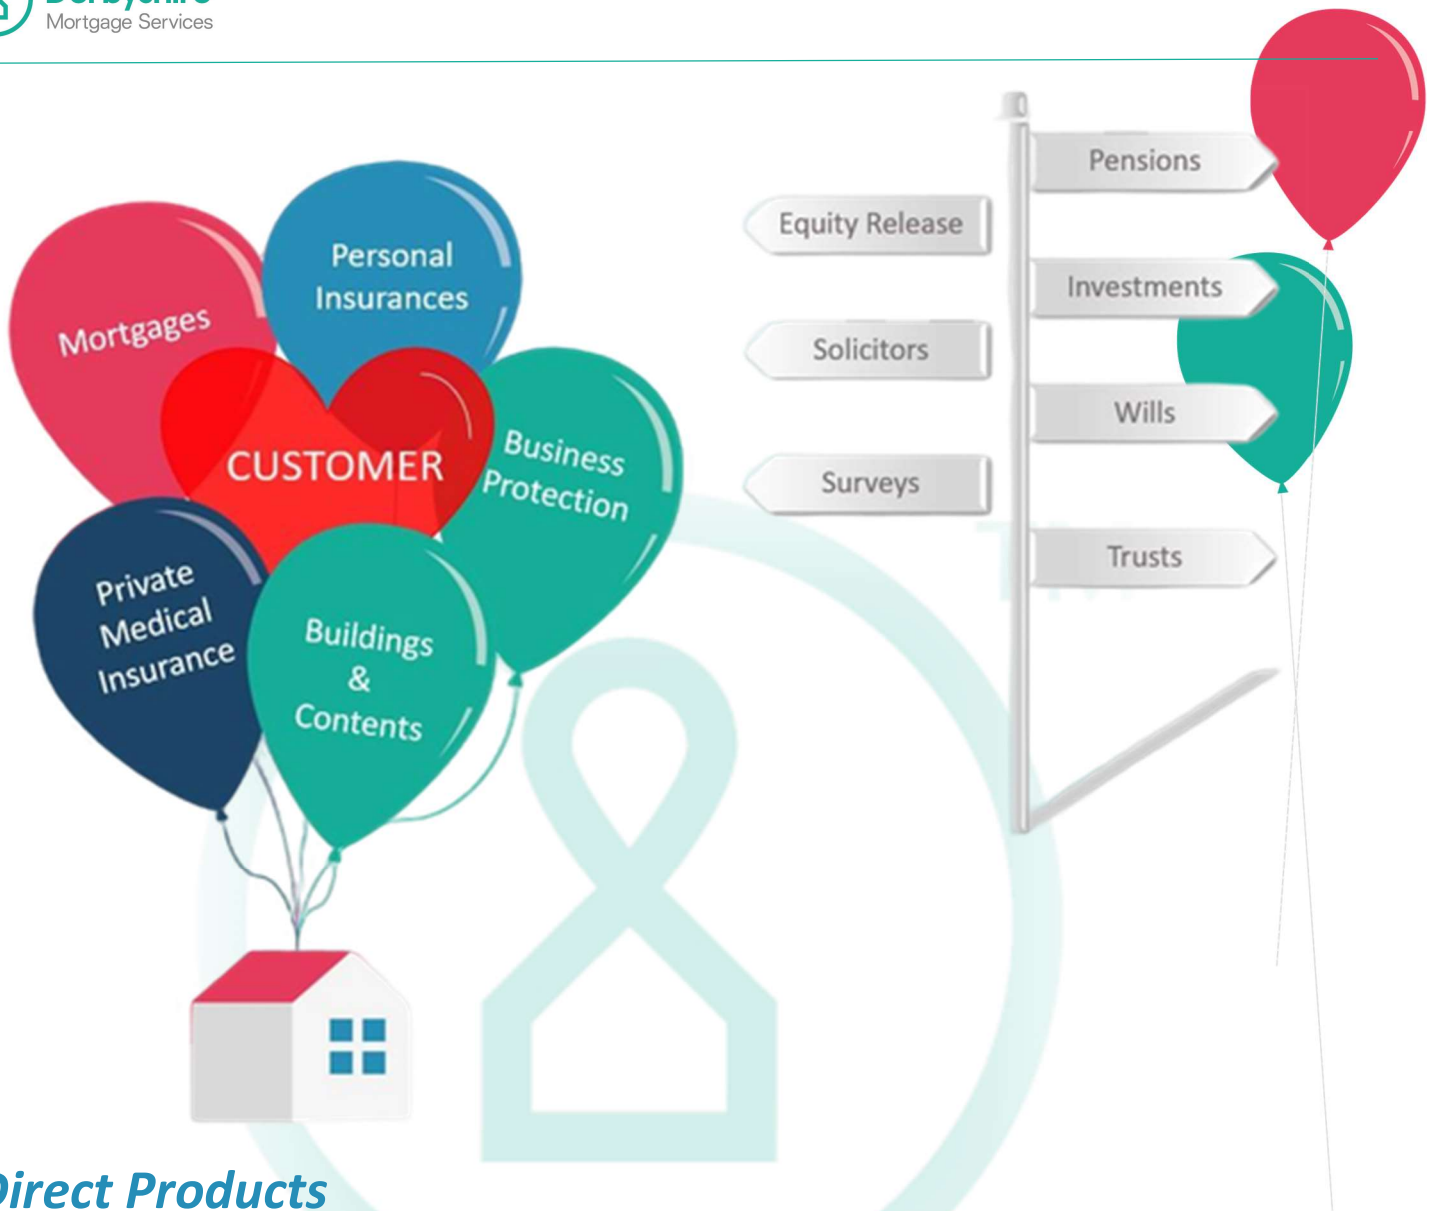 Mortgage Services
Personal
Insurances
Mortgages
CUSTOMER
Business
Protection
Private
Medical
Insurance
Buildings
&
Contents
Pensions
Equity Release
Investments
Solicitors
Wills
Surveys
Trusts
Direct Products